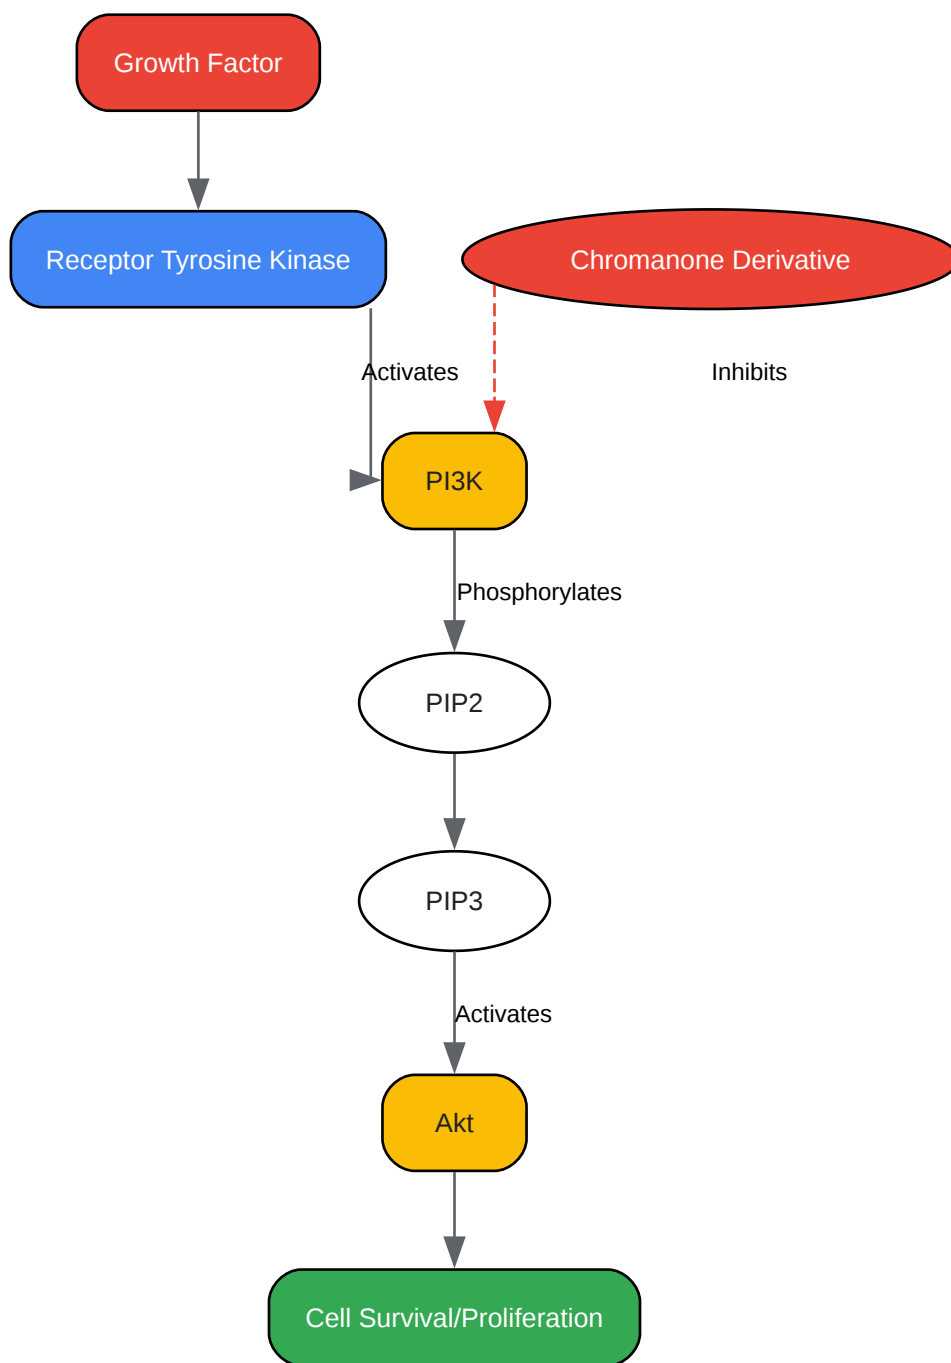 Growth Factor
Receptor Tyrosine Kinase
Chromanone Derivative
Activates
Inhibits
PI3K
Phosphorylates
PIP2
PIP3
Activates
Akt
Cell Survival/Proliferation